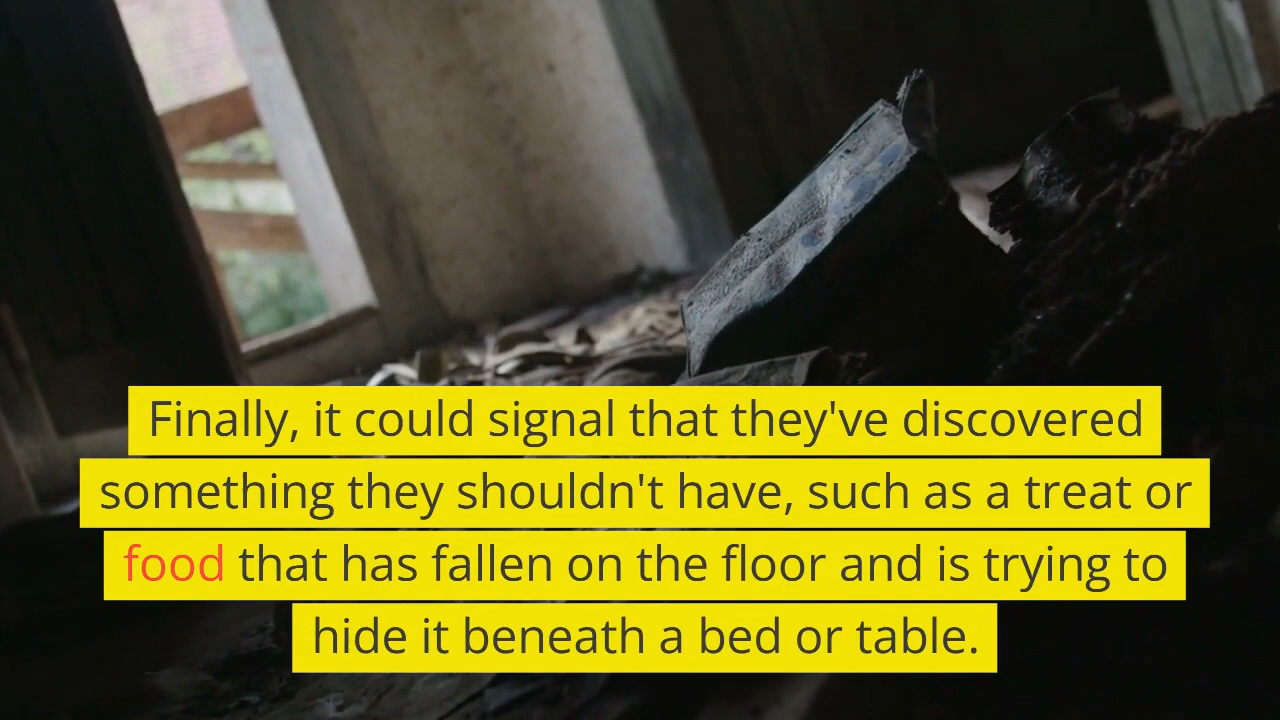 Finally, it could signal that they've discovered
something they shouldn't have, such as a treat or
food that has fallen on the floor and is trying to
hide it beneath a bed or table.